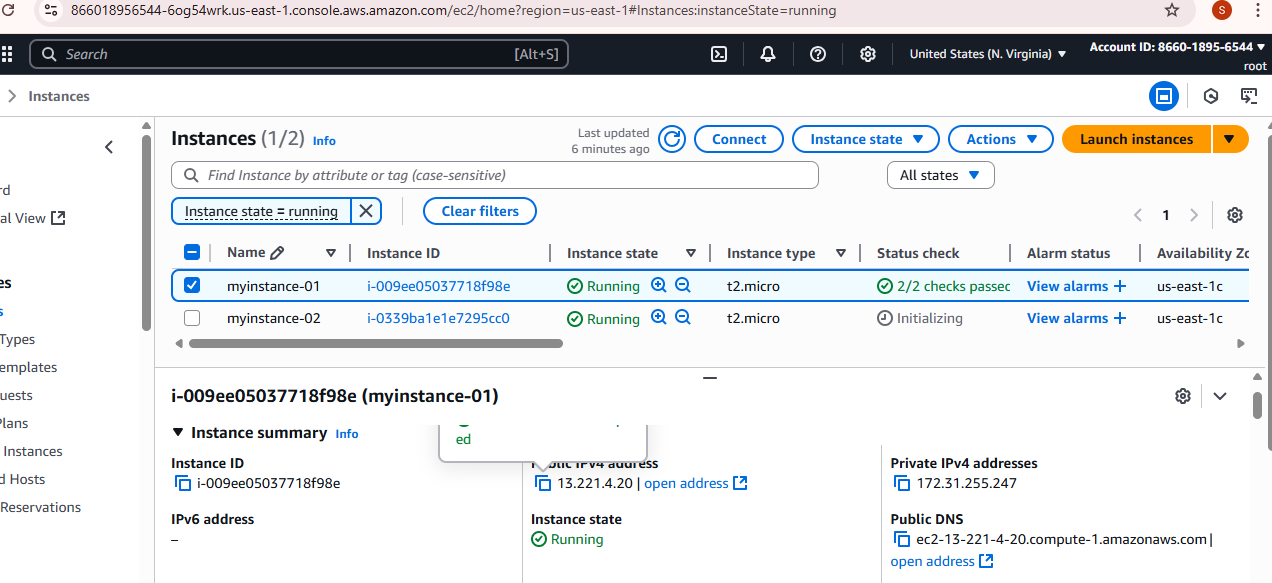 866018956544-6og54wrk.us-east-1.console.aws.amazon.com/ec2/home?region=us-east-1#Instances:instanceState=running
S
Search [Alt+S]
United States (N. Virginia)
Account ID: 8660-1895-6544
root
Instances
Instances (1/2) Info
Last updated
6 minutes ago
Connect
Instance state
Actions
Launch instances
Find Instance by attribute or tag (case-sensitive)
All states
Instance state = running
Clear filters
1
Name Instance ID Instance state Instance type Status check Alarm status Availability Zo
myinstance-01 i-009ee05037718f98e Running t2.micro 2/2 checks passec View alarms + us-east-1c
myinstance-02 i-0339ba1e1e7295cc0 Running t2.micro Initializing View alarms + us-east-1c
rd
al View
es
s
Types
emplates
uests
Plans
Instances
d Hosts
Reservations
i-009ee05037718f98e (myinstance-01)
Instance summary Info
ed
Instance ID
i-009ee05037718f98e
IPv6 address
–
Public IPv4 address
13.221.4.20 | open address
Instance state
Running
Private IPv4 addresses
172.31.255.247
Public DNS
ec2-13-221-4-20.compute-1.amazonaws.com |
open address